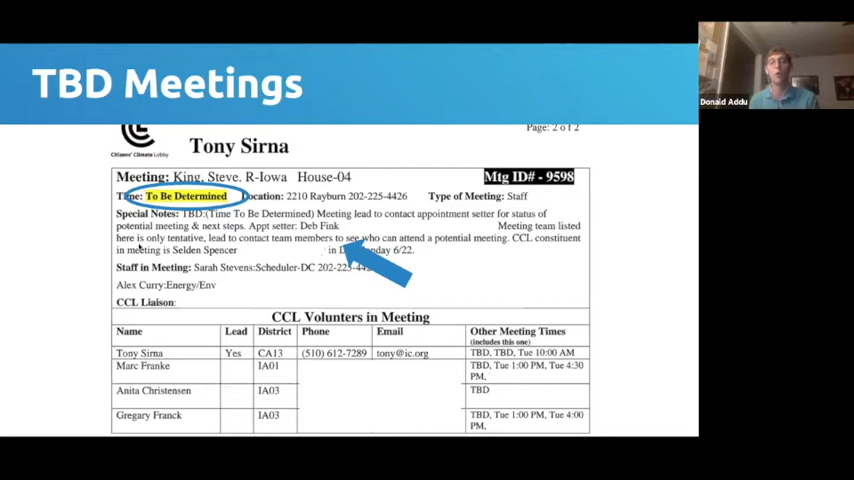 TBD Meetings
Donald Addu
Page: 2 of 2
Citizens' Climate Lobby
Tony Sirna
Meeting: King, Steve. R-Iowa House-04
Mtg ID# - 9598
Time: To Be Determined Location: 2210 Rayburn 202-225-4426 Type of Meeting: Staff
Special Notes: TBD:(Time To Be Determined) Meeting lead to contact appointment setter for status of
potential meeting & next steps. Appt setter: Deb Fink Meeting team listed
here is only tentative, lead to contact team members to see who can attend a potential meeting. CCL constituent
in meeting is Selden Spencer in Monday 6/22.
Staff in Meeting: Sarah Stevens:Scheduler-DC 202-225-
Alex Curry:Energy/Env
CCL Liaison:
CCL Volunters in Meeting
Name Lead District Phone Email Other Meeting Times
(includes this one)
Tony Sirna Yes CA13 (510) 612-7289 tony@ic.org TBD, TBD, Tue 10:00 AM
Marc Franke IA01 TBD, Tue 1:00 PM, Tue 4:30
PM,
Anita Christensen IA03 TBD
Gregary Franck IA03 TBD, Tue 1:00 PM, Tue 4:00
PM,